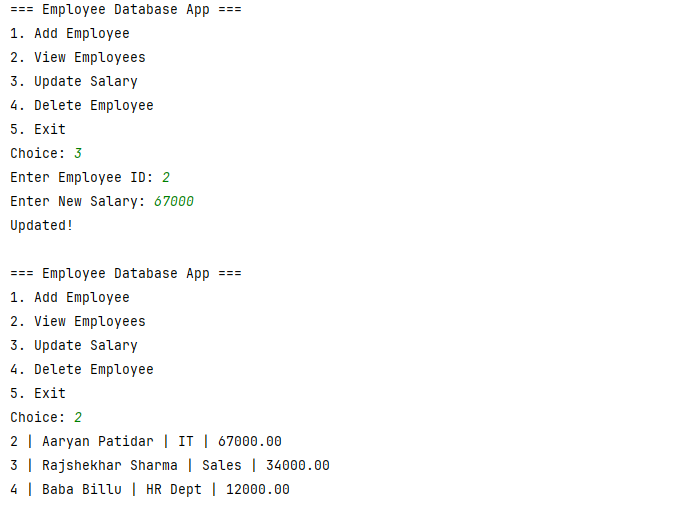 === Employee Database App ===
1. Add Employee
2. View Employees
3. Update Salary
4. Delete Employee
5. Exit
Choice: 3
Enter Employee ID: 2
Enter New Salary: 67000
Updated!
=== Employee Database App ===
1. Add Employee
2. View Employees
3. Update Salary
4. Delete Employee
5. Exit
Choice: 2
2 | Aaryan Patidar | IT | 67000.00
3 | Rajshekhar Sharma | Sales | 34000.00
4 | Baba Billu | HR Dept | 12000.00